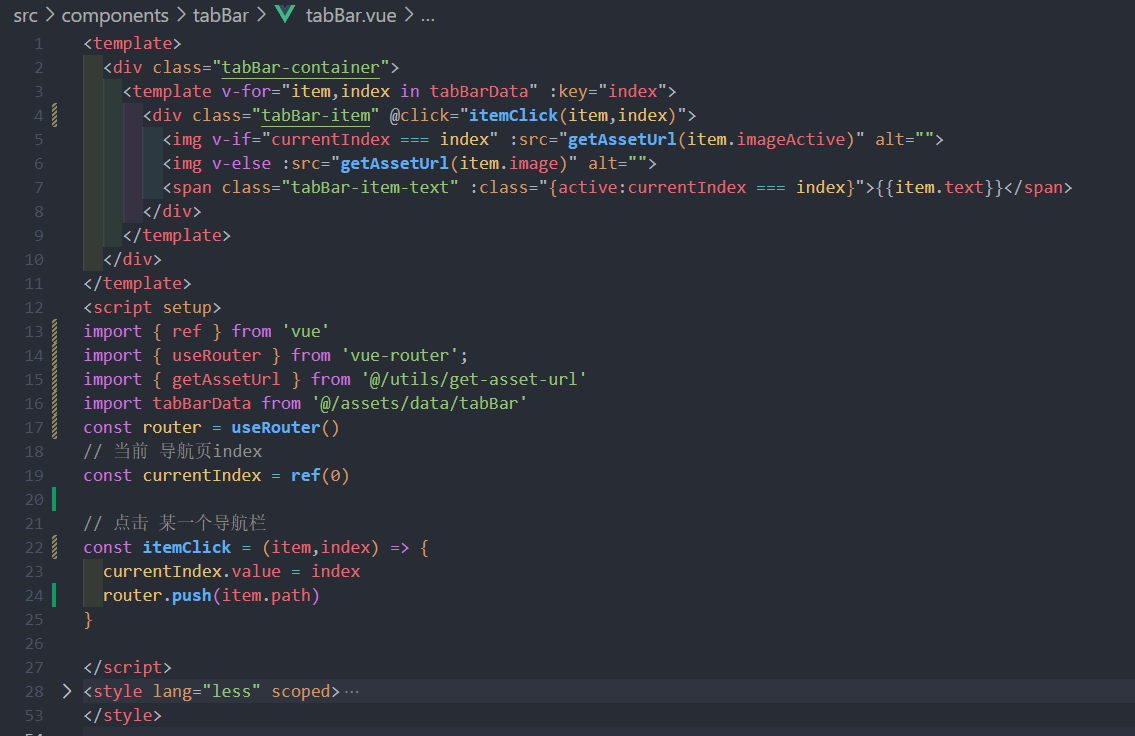 src > components > tabBar > tabBar.vue > ...
1 <template>
2 <div class="tabBar-container">
3 <template v-for="item,index in tabBarData" :key="index">
4 <div class="tabBar-item" @click="itemClick(item,index)">
5 <img v-if="currentIndex === index" :src="getAssetUrl(item.imageActive)" alt="">
6 <img v-else :src="getAssetUrl(item.image)" alt="">
7 <span class="tabBar-item-text" :class="{active:currentIndex === index}">{{item.text}}</span>
8 </div>
9 </template>
10 </div>
11 </template>
12 <script setup>
13 import { ref } from 'vue'
14 import { useRouter } from 'vue-router';
15 import { getAssetUrl } from '@/utils/get-asset-url'
16 import tabBarData from '@/assets/data/tabBar'
17 const router = useRouter()
18 // 当前 导航页index
19 const currentIndex = ref(0)
20
21 // 点击 某一个导航栏
22 const itemClick = (item,index) => {
23 currentIndex.value = index
24 router.push(item.path)
25 }
26
27 </script>
28 > <style lang="less" scoped>...
53 </style>
54